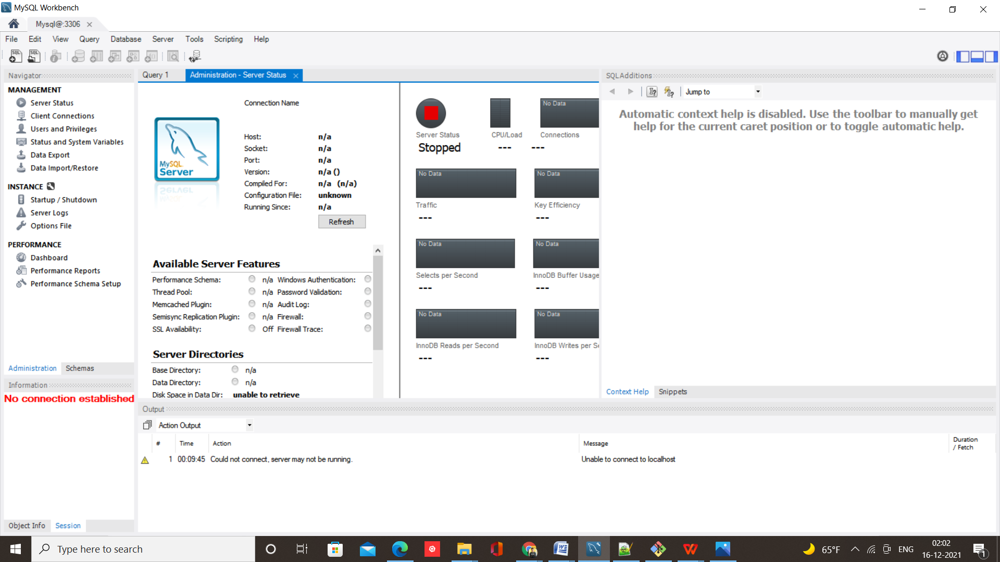 MySQL Workbench
Mysql@:3306
File Edit View Query Database Server Tools Scripting Help
SQL SQL
Navigator
MANAGEMENT
Server Status
Client Connections
Users and Privileges
Status and System Variables
Data Export
Data Import/Restore
INSTANCE
Startup / Shutdown
Server Logs
Options File
PERFORMANCE
Dashboard
Performance Reports
Performance Schema Setup
Administration Schemas
Information
No connection established
Object Info Session
Query 1 Administration - Server Status
MySQL
Server
Connection Name
Host: n/a
Socket: n/a
Port: n/a
Version: n/a ()
Compiled For: n/a (n/a)
Configuration File: unknown
Running Since: n/a
Refresh
Available Server Features
Performance Schema: n/a Windows Authentication:
Thread Pool: n/a Password Validation:
Memcached Plugin: n/a Audit Log:
Semisync Replication Plugin: n/a Firewall:
SSL Availability: Off Firewall Trace:
Server Directories
Base Directory: n/a
Data Directory: n/a
Disk Space in Data Dir: unable to retrieve
No Data
Server Status CPU/Load Connections
Stopped --- ---
No Data No Data
Traffic Key Efficiency
--- ---
No Data No Data
Selects per Second InnoDB Buffer Usage
--- ---
No Data No Data
InnoDB Reads per Second InnoDB Writes per Se
--- ---
SQLAdditions
Jump to
Automatic context help is disabled. Use the toolbar to manually get
help for the current caret position or to toggle automatic help.
Context Help Snippets
Output
Action Output
# Time Action Message Duration / Fetch
1 00:09:45 Could not connect, server may not be running. Unable to connect to localhost
Type here to search
65°F ENG
02:02
16-12-2021
1